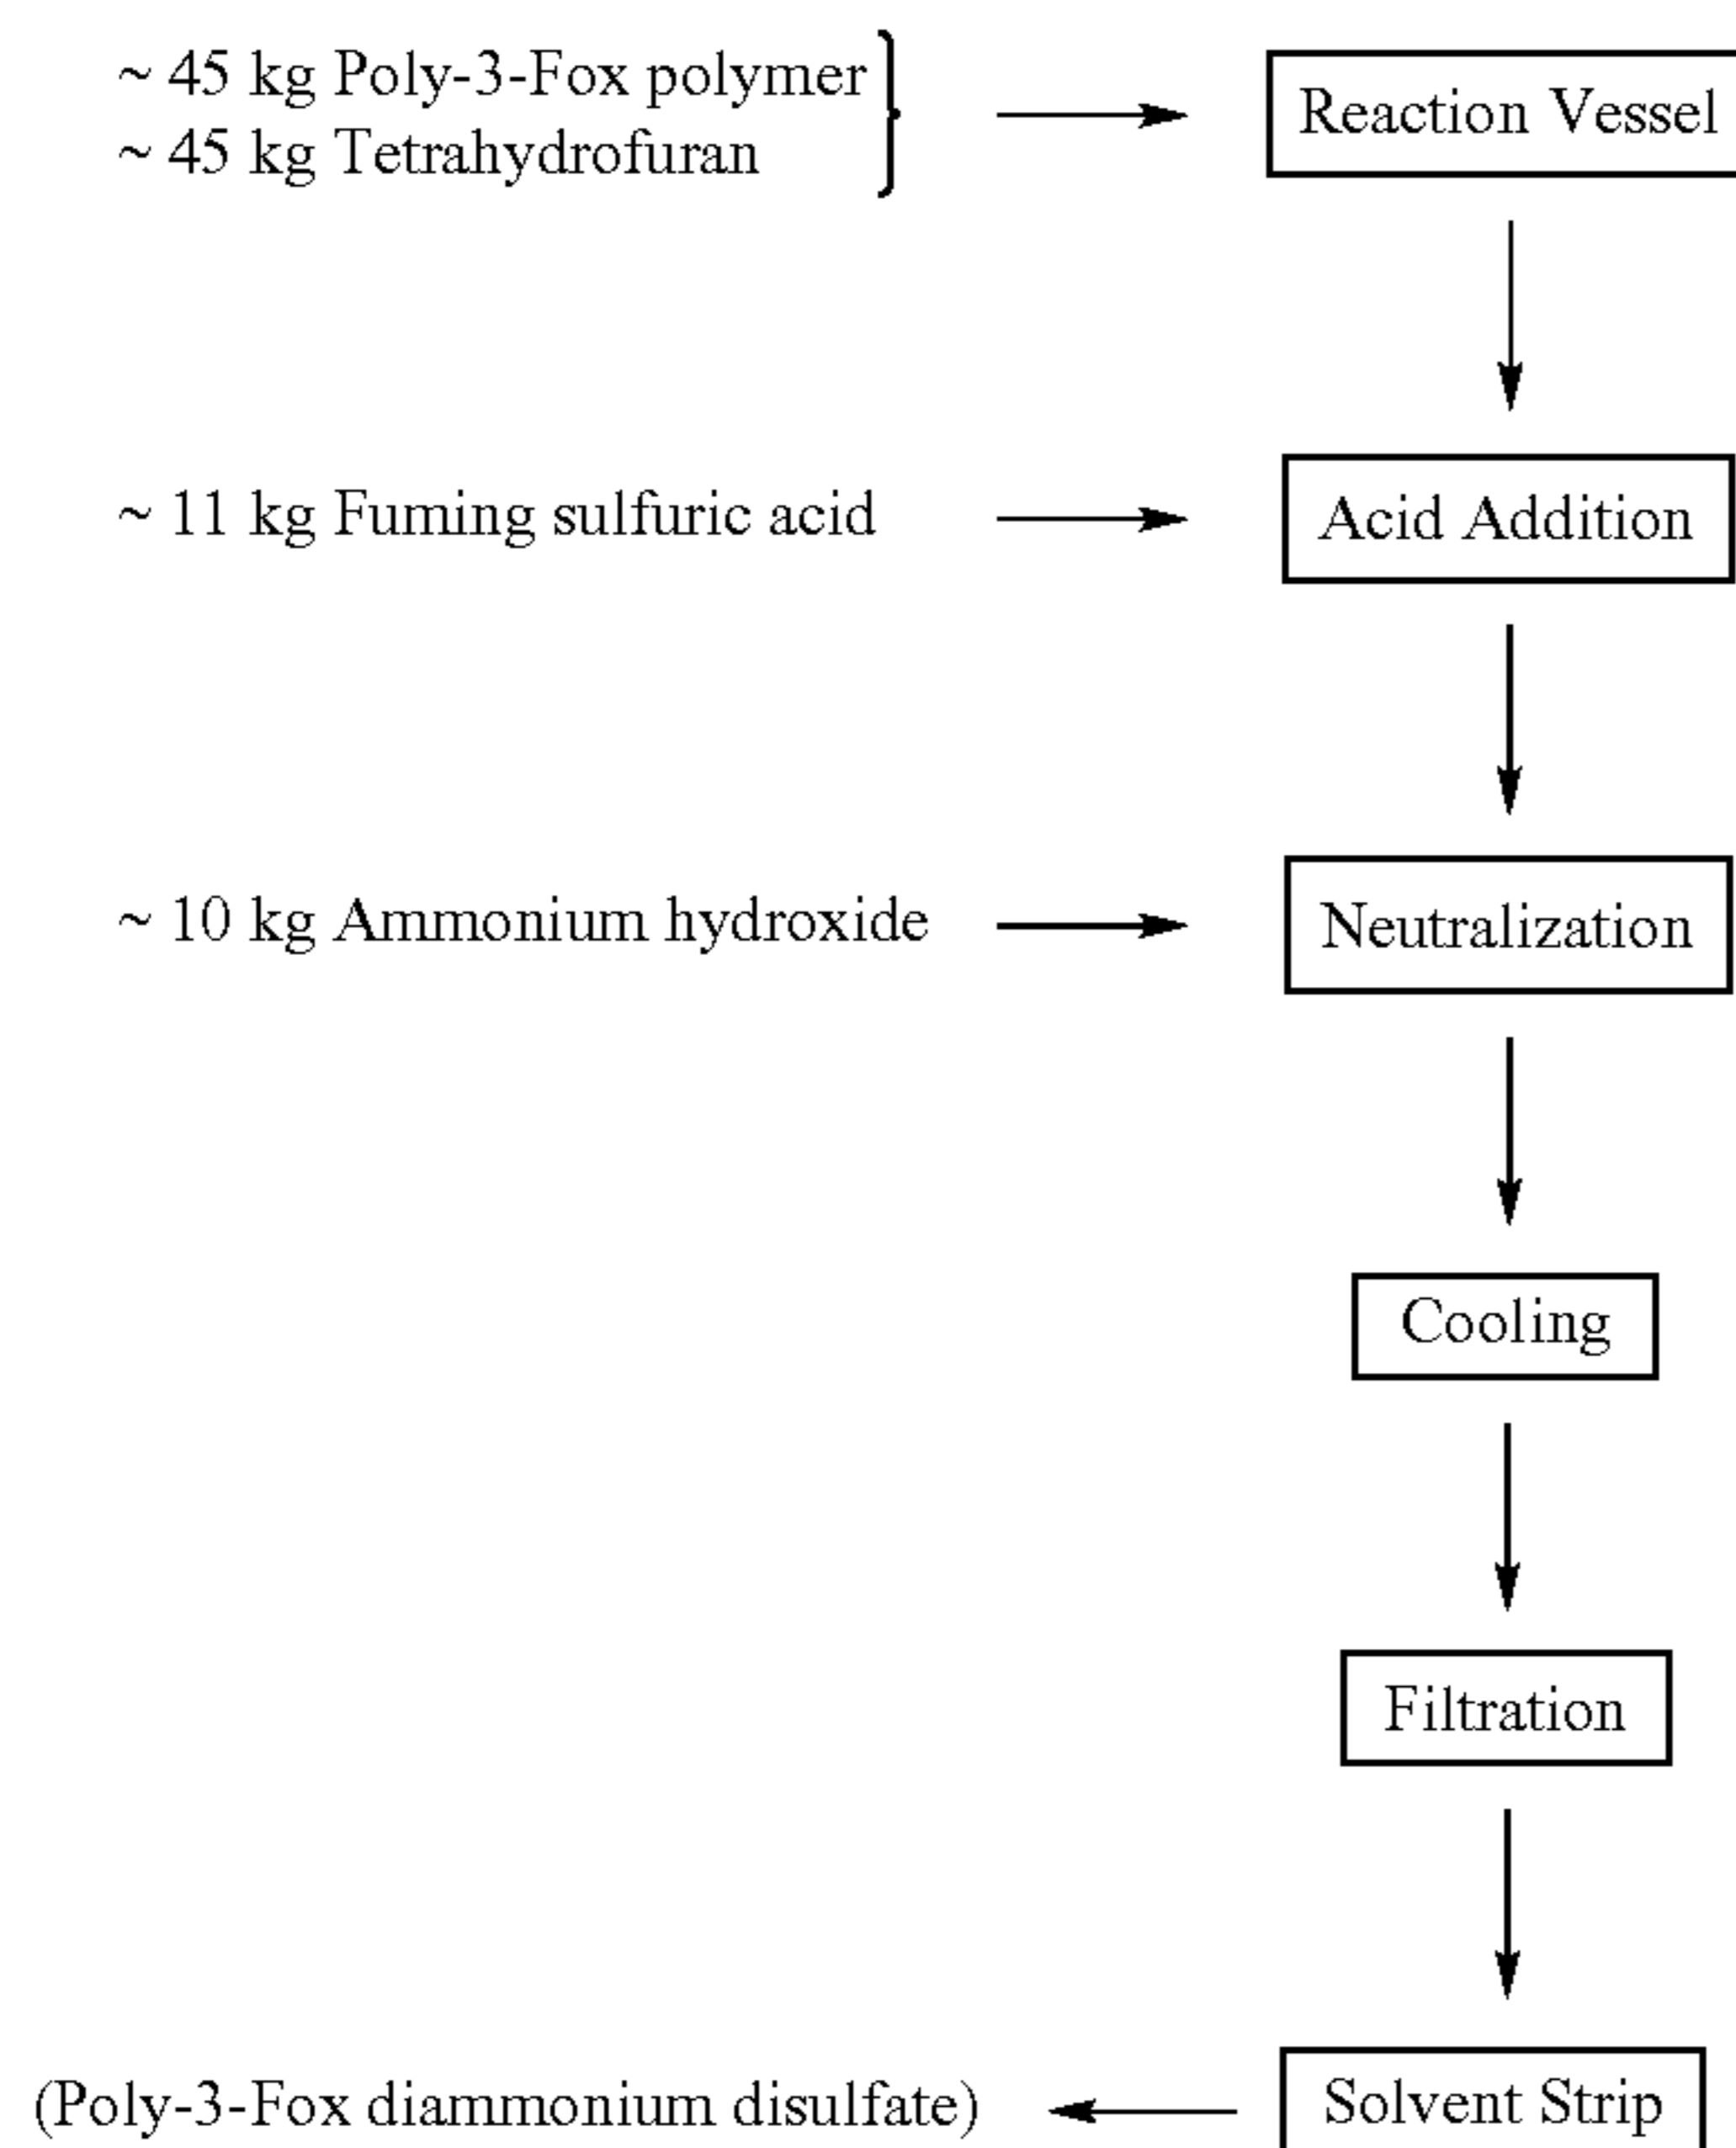 ~ 45 kg Poly-3-Fox polymer
~ 45 kg Tetrahydrofuran
Reaction Vessel
~ 11 kg Fuming sulfuric acid
Acid Addition
~ 10 kg Ammonium hydroxide
Neutralization
Cooling
Filtration
(Poly-3-Fox diammonium disulfate)
Solvent Strip